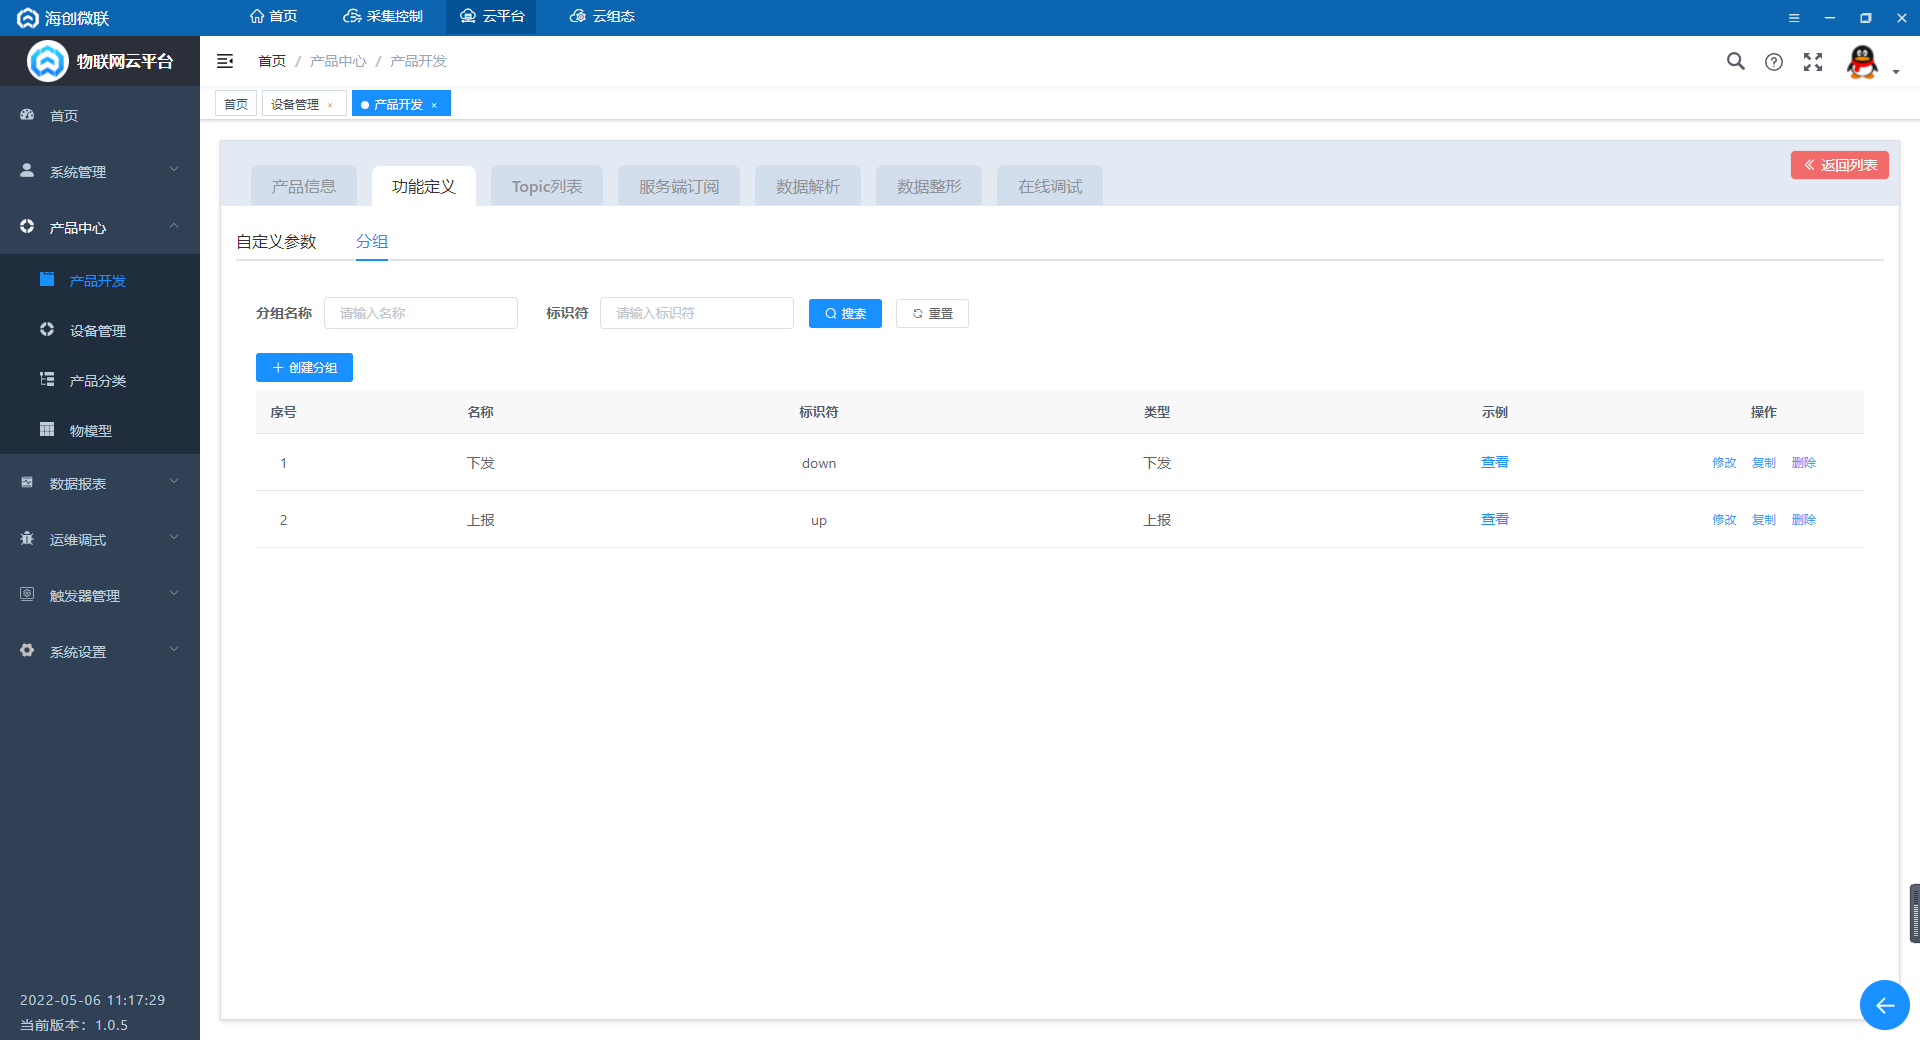 海创微联
首页
采集控制
云平台
云组态
物联网云平台
首页 / 产品中心 / 产品开发
首页
设备管理 ×
产品开发 ×
首页
系统管理
产品中心
产品开发
设备管理
产品分类
物模型
数据报表
运维调式
触发器管理
系统设置
2022-05-06 11:17:29
当前版本：1.0.5
产品信息
功能定义
Topic列表
服务端订阅
数据解析
数据整形
在线调试
返回列表
自定义参数
分组
分组名称 请输入名称 标识符 请输入标识符 搜索 重置
创建分组
序号 名称 标识符 类型 示例 操作
1 下发 down 下发 查看 修改 复制 删除
2 上报 up 上报 查看 修改 复制 删除